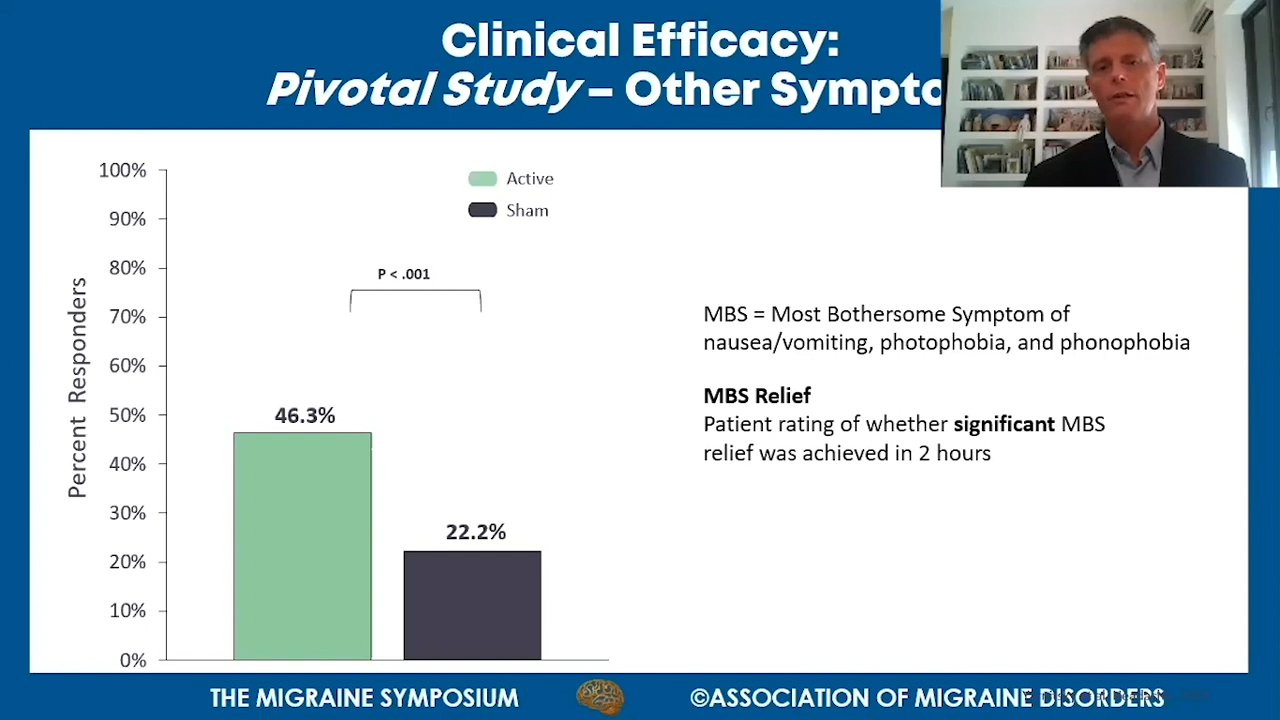 Clinical Efficacy:
Pivotal Study – Other Sympto
100%
90%
80%
70%
60%
50%
40%
30%
20%
10%
0%
Percent Responders
Active
Sham
P < .001
46.3%
22.2%
MBS = Most Bothersome Symptom of
nausea/vomiting, photophobia, and phonophobia
MBS Relief
Patient rating of whether significant MBS
relief was achieved in 2 hours
THE MIGRAINE SYMPOSIUM
©ASSOCIATION OF MIGRAINE DISORDERS